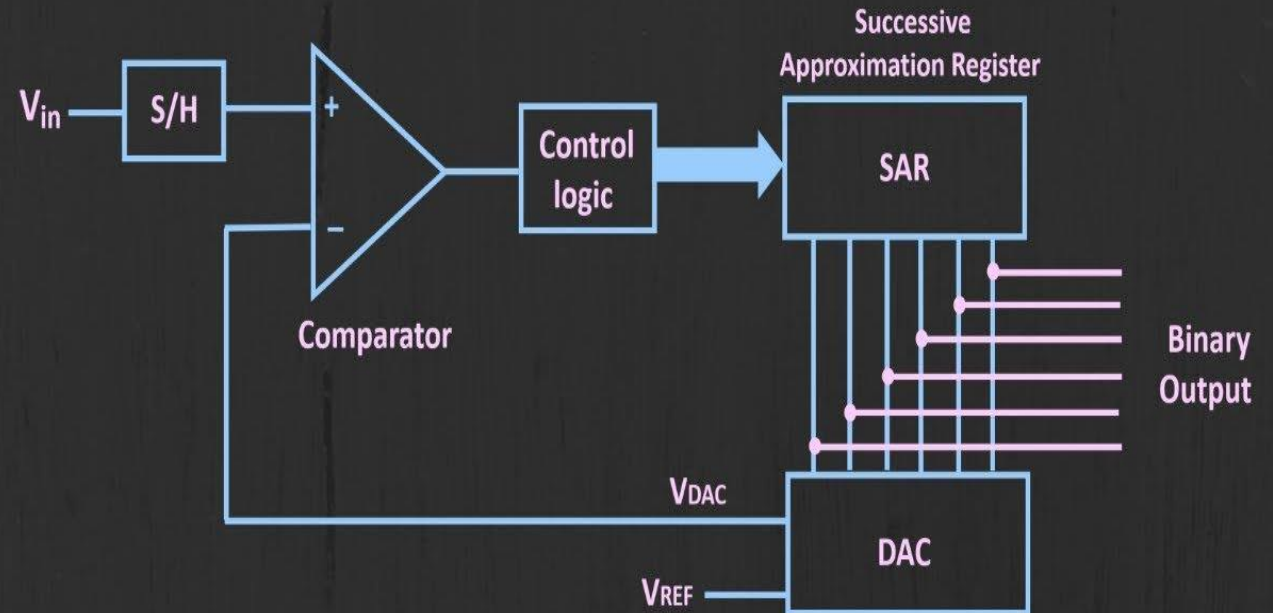 Successive
Approximation Register
Vin
S/H
+
−
Comparator
Control
logic
SAR
Binary
Output
VDAC
DAC
VREF